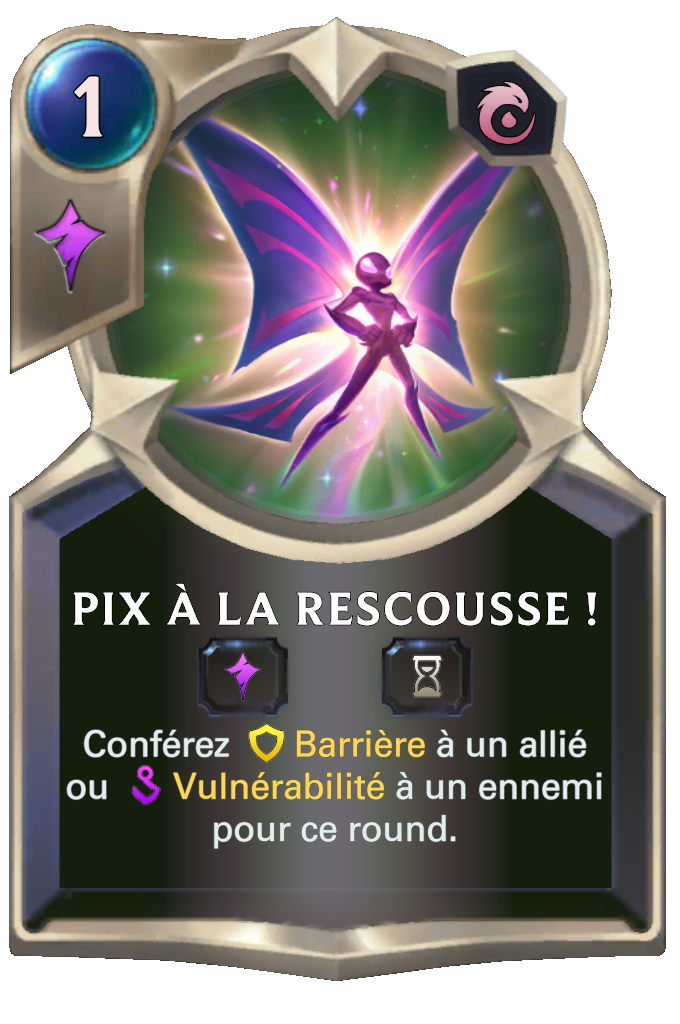 1
PIX À LA RESCOUSSE !
Conférez Barrière à un allié
ou Vulnérabilité à un ennemi
pour ce round.